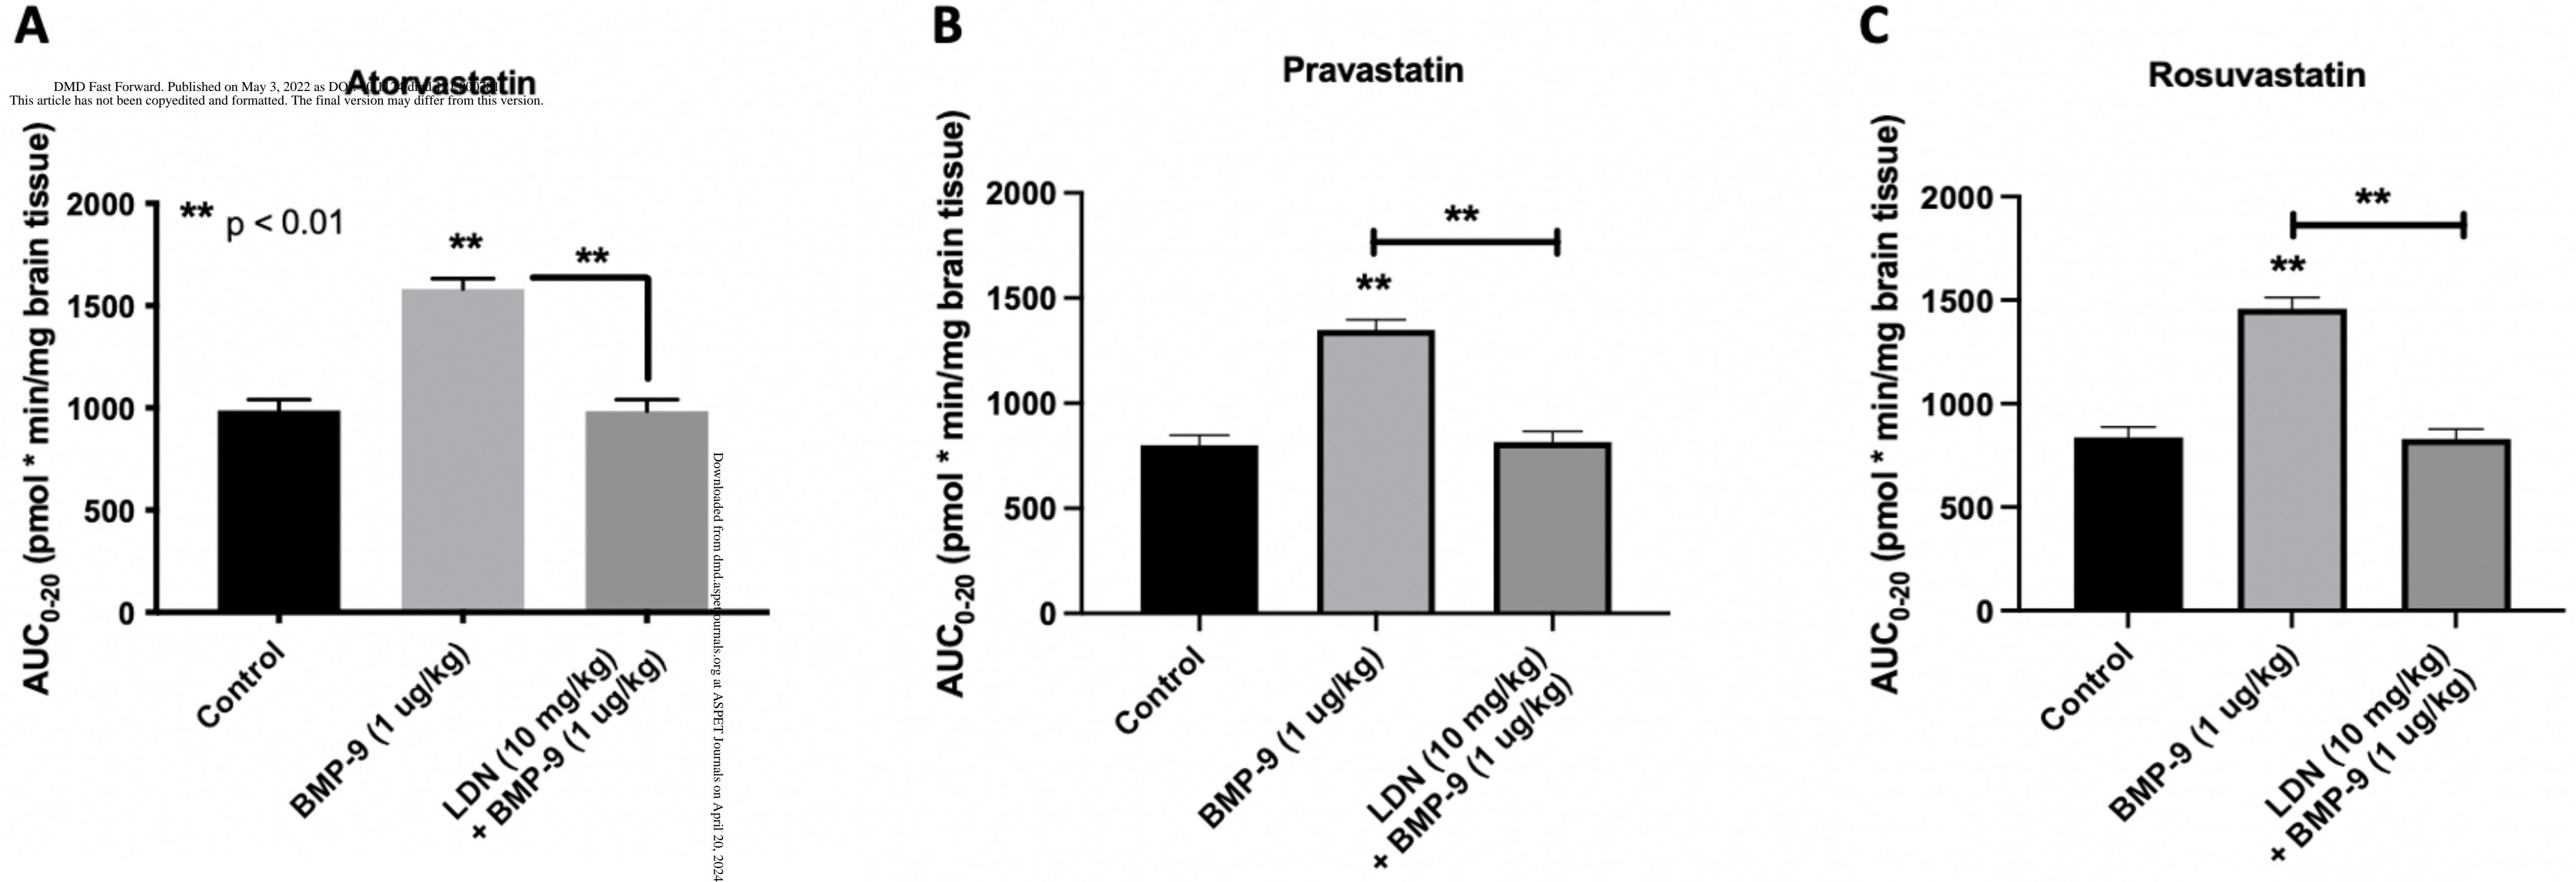 A
DMD Fast Forward. Published on May 3, 2022 as
Atorvastatin
This article has not been copyedited and formatted. The final version may differ from this version.
AUC0-20 (pmol * min/mg brain tissue)
2000
1500
1000
500
0
** p < 0.01
**
**
Control
BMP-9 (1 ug/kg)
LDN (10 mg/kg)
+ BMP-9 (1 ug/kg)
Downloaded from dmd.aspetjournals.org at ASPET Journals on April 20, 2024
B
Pravastatin
AUC0-20 (pmol * min/mg brain tissue)
2000
1500
1000
500
0
**
**
Control
BMP-9 (1 ug/kg)
LDN (10 mg/kg)
+ BMP-9 (1 ug/kg)
C
Rosuvastatin
AUC0-20 (pmol * min/mg brain tissue)
2000
1500
1000
500
0
**
**
Control
BMP-9 (1 ug/kg)
LDN (10 mg/kg)
+ BMP-9 (1 ug/kg)